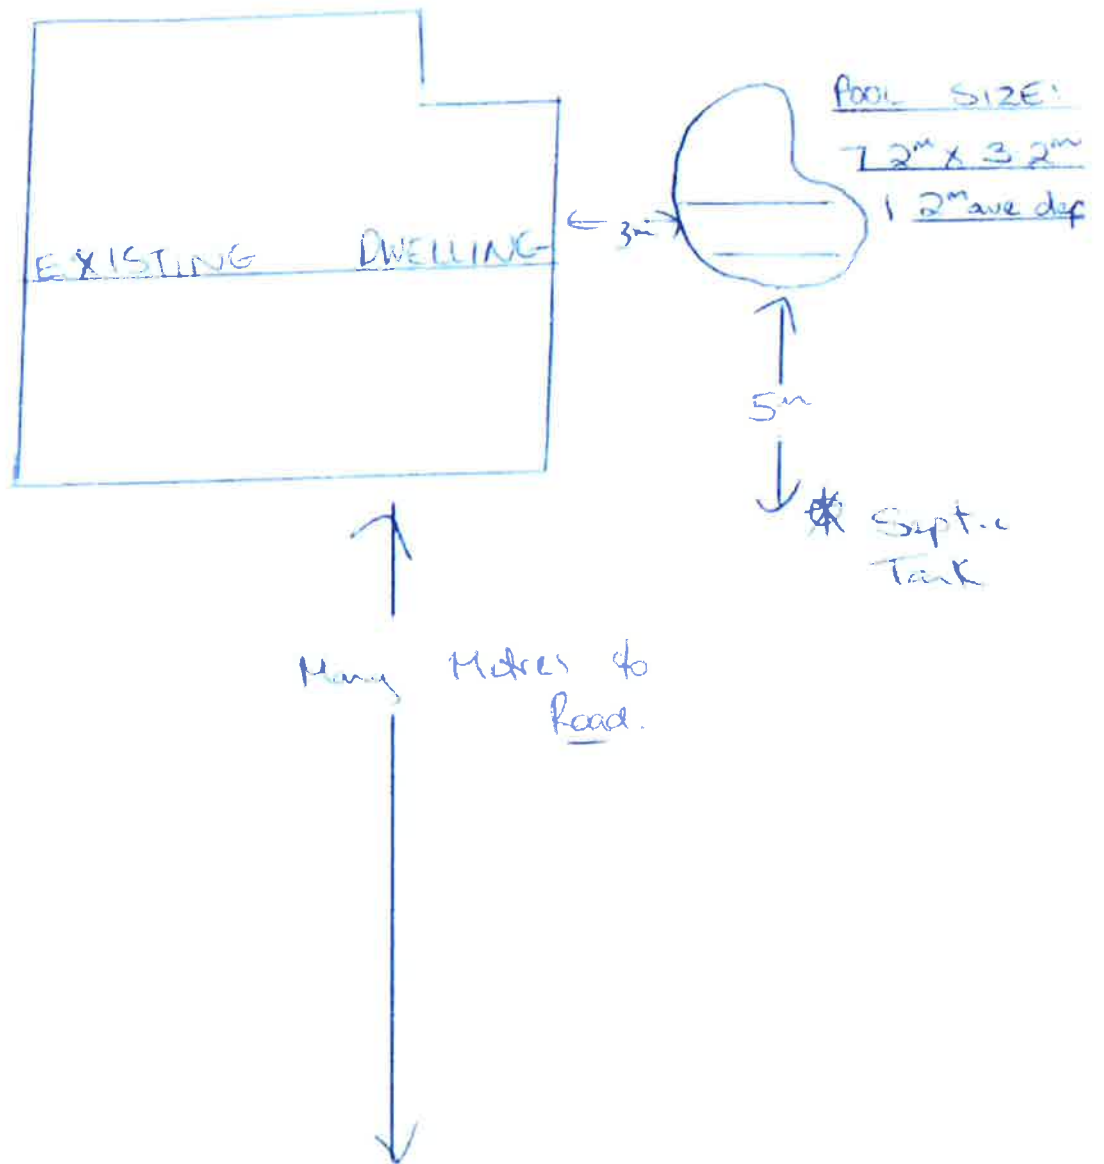 POOL SIZE:
7 2m X 3 2m
1 2m ave dep
EXISTING DWELLING
3m
5m
* Septic
Tank
Many Metres to
Road.